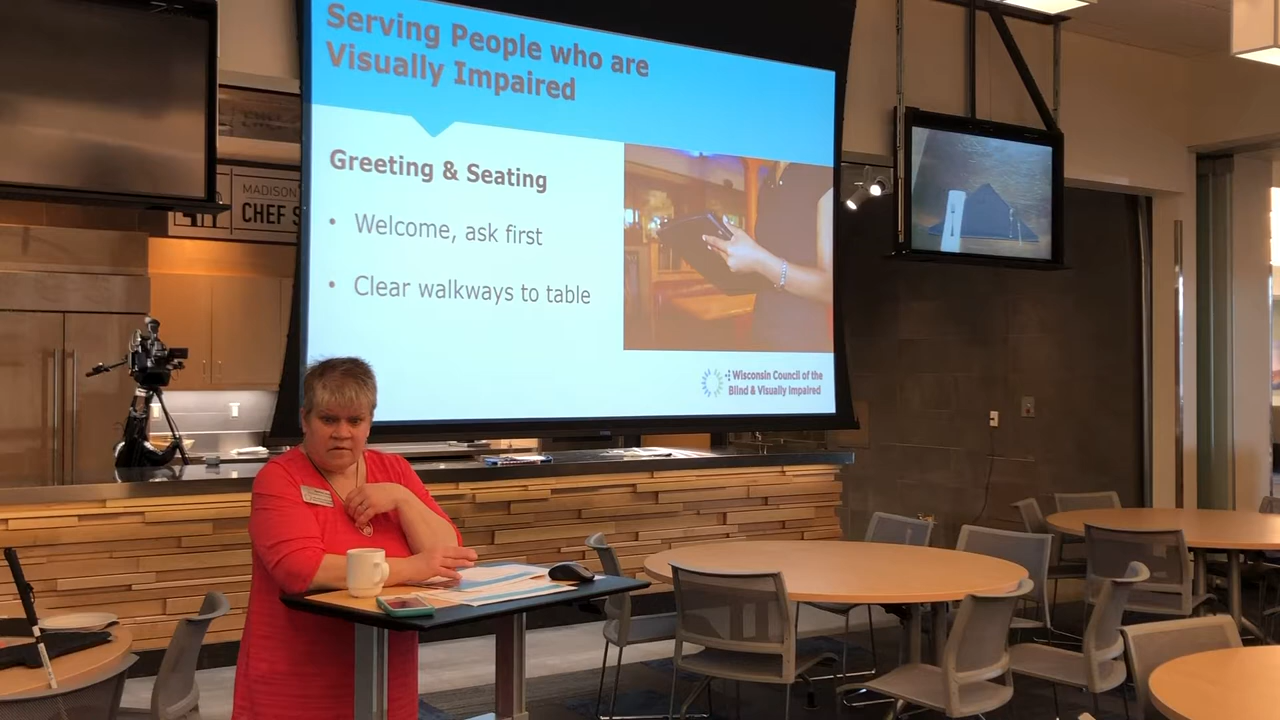 Serving People who are
Visually Impaired
Greeting & Seating
• Welcome, ask first
• Clear walkways to table
Wisconsin Council of the
Blind & Visually Impaired
MADISON
CHEF S